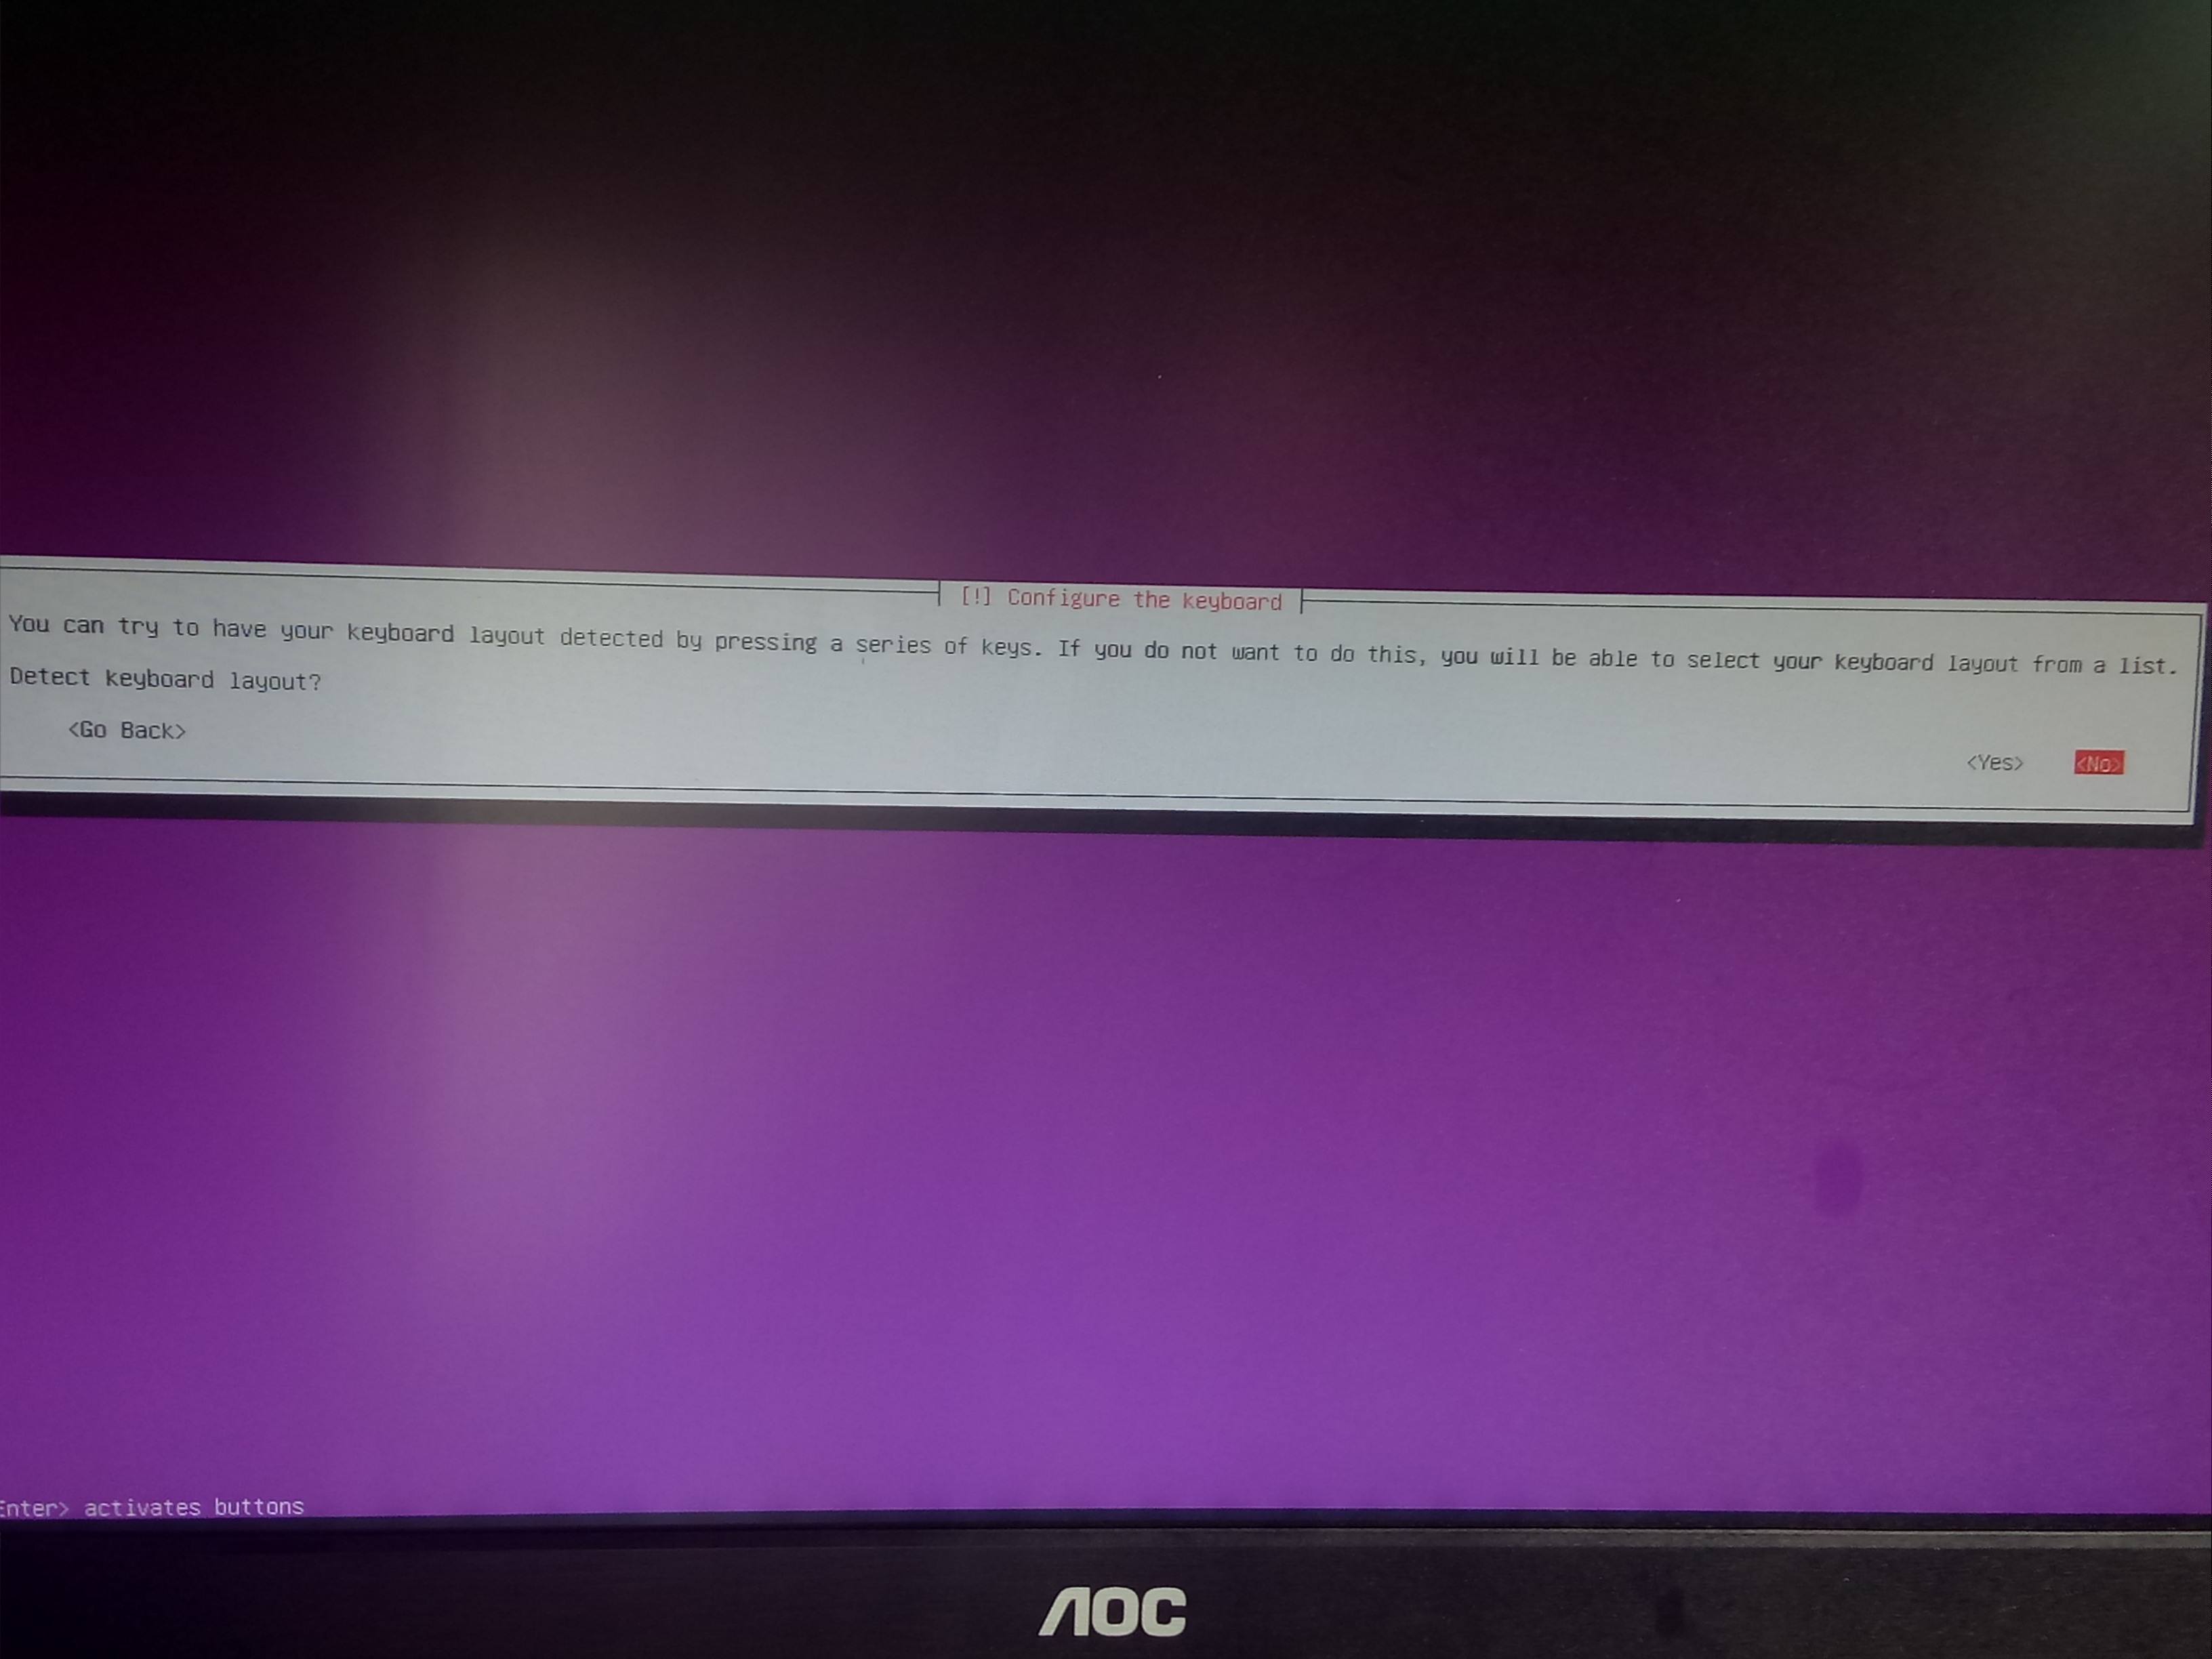 [!] Configure the keyboard
You can try to have your keyboard layout detected by pressing a series of keys. If you do not want to do this, you will be able to select your keyboard layout from a list.
Detect keyboard layout?
<Go Back>
<Yes> <No>
Enter> activates buttons
AOC